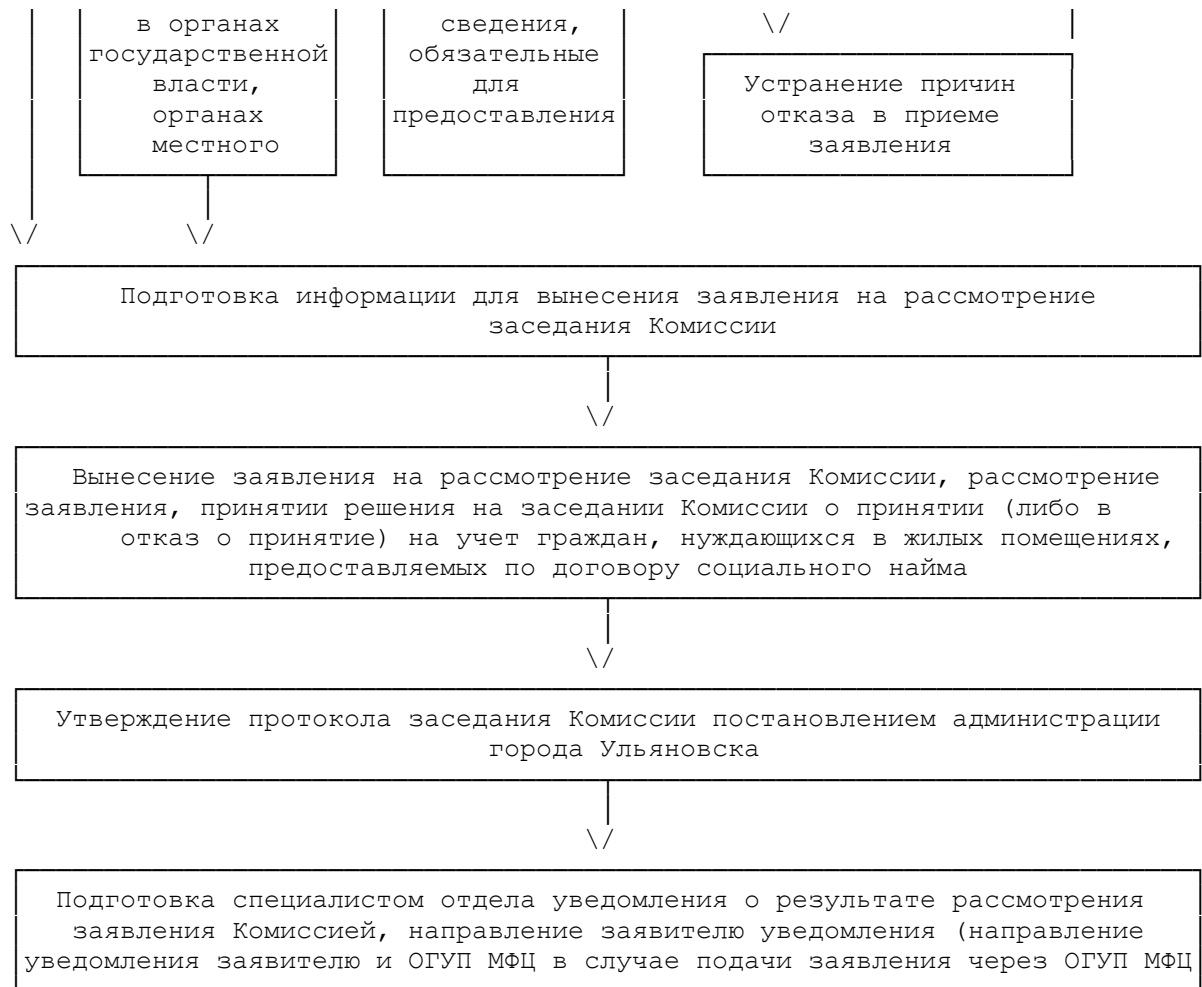 в органах
государственной
власти,
органах
местного
сведения,
обязательные
для
предоставления
Устранение причин
отказа в приеме
заявления
Подготовка информации для вынесения заявления на рассмотрение
заседания Комиссии
Вынесение заявления на рассмотрение заседания Комиссии, рассмотрение
заявления, принятии решения на заседании Комиссии о принятии (либо в
отказ о принятие) на учет граждан, нуждающихся в жилых помещениях,
предоставляемых по договору социального найма
Утверждение протокола заседания Комиссии постановлением администрации
города Ульяновска
Подготовка специалистом отдела уведомления о результате рассмотрения
заявления Комиссией, направление заявителю уведомления (направление
уведомления заявителю и ОГУП МФЦ в случае подачи заявления через ОГУП МФЦ